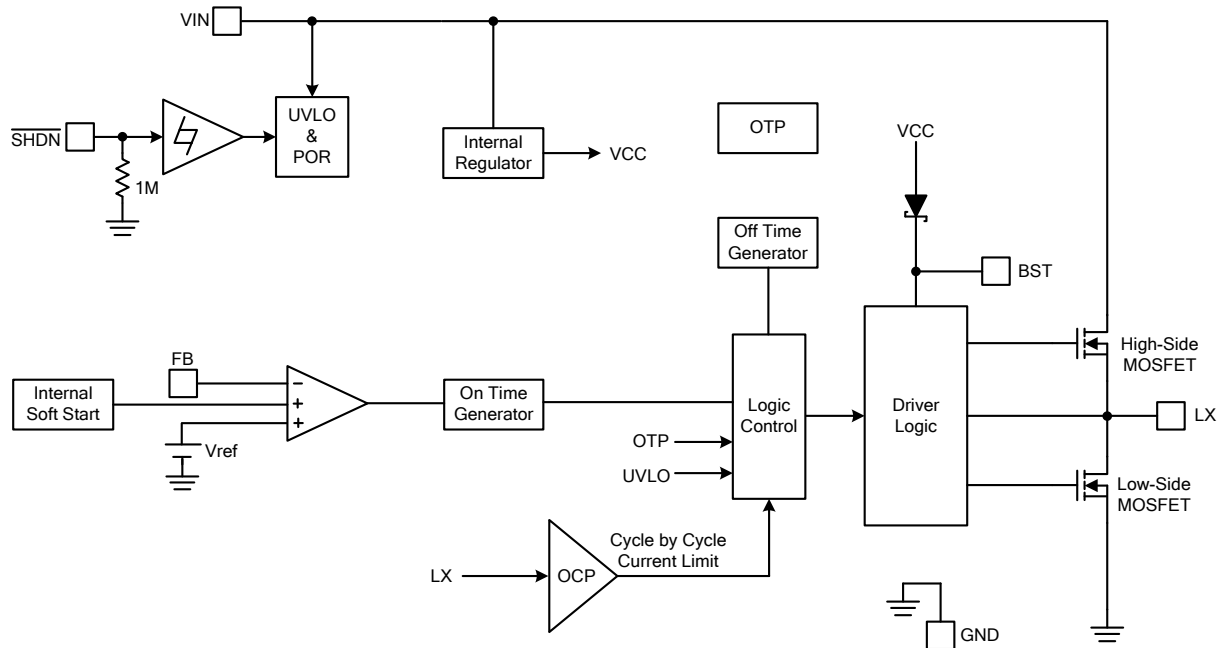 VIN
SHDN
1M
UVLO
&
POR
Internal
Regulator
VCC
OTP
VCC
Off Time
Generator
BST
High-Side
MOSFET
FB
Internal
Soft Start
−
+
+
Vref
On Time
Generator
Logic
Control
OTP
UVLO
Driver
Logic
LX
Low-Side
MOSFET
Cycle by Cycle
Current Limit
LX
OCP
GND